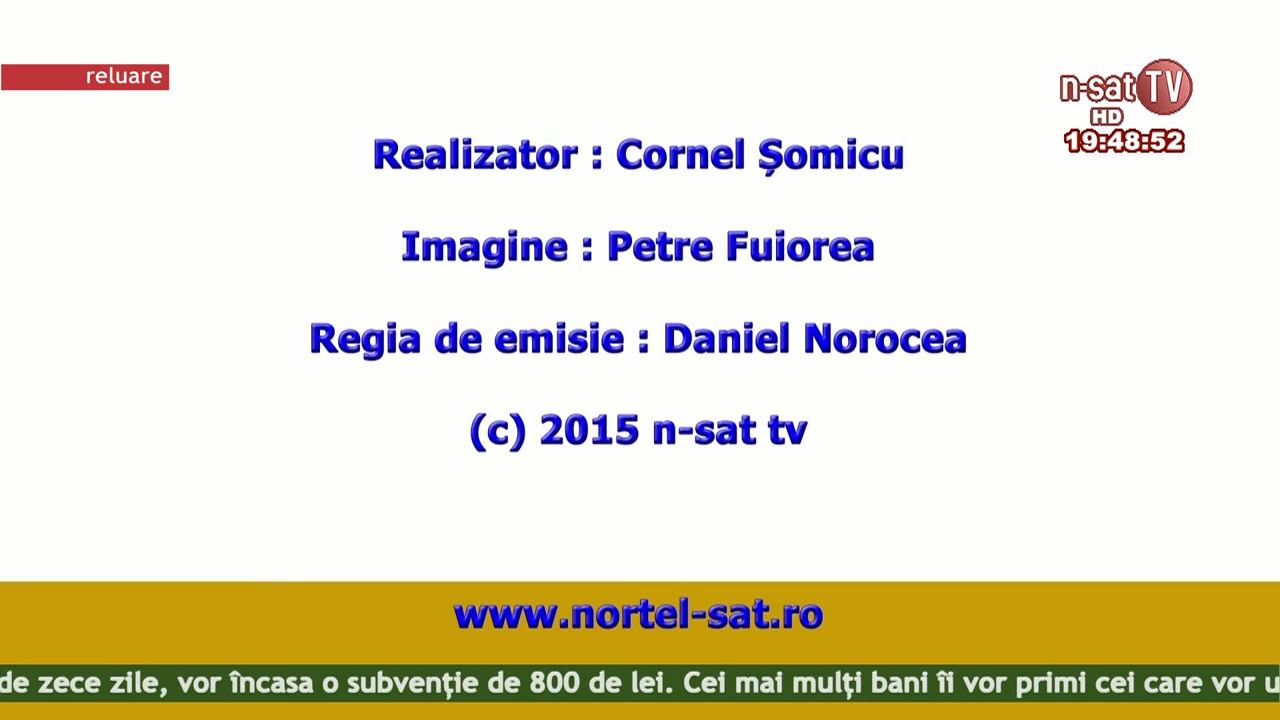 reluare
n-sat TV
HD
19:48:52
Realizator : Cornel Șomicu
Imagine : Petre Fuiorea
Regia de emisie : Daniel Norocea
(c) 2015 n-sat tv
www.nortel-sat.ro
de zece zile, vor încasa o subvenție de 800 de lei. Cei mai mulți bani îi vor primi cei care vor u